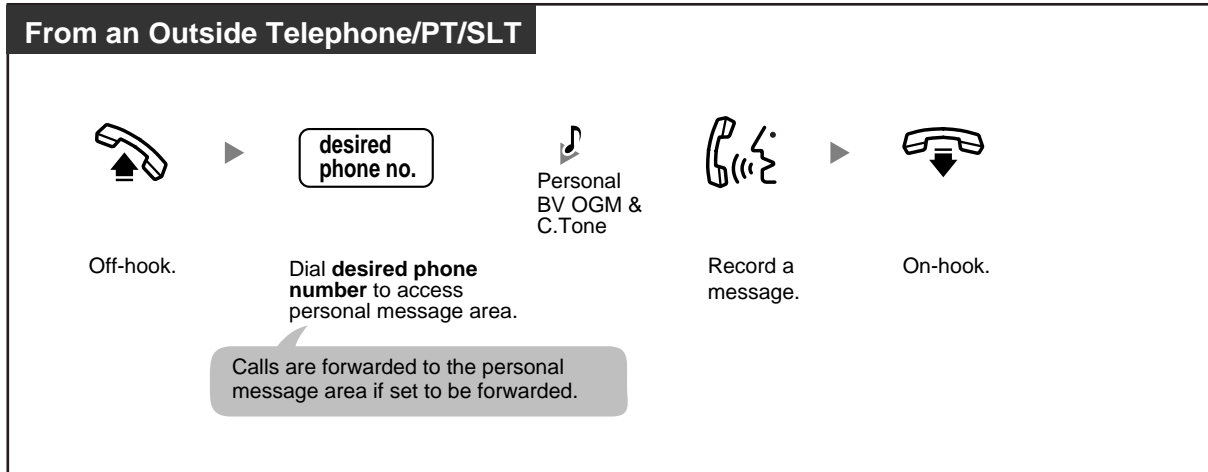 From an Outside Telephone/PT/SLT
desired
phone no.
Personal
BV OGM &
C.Tone
Off-hook.
Dial desired phone
number to access
personal message area.
Record a
message.
On-hook.
Calls are forwarded to the personal
message area if set to be forwarded.